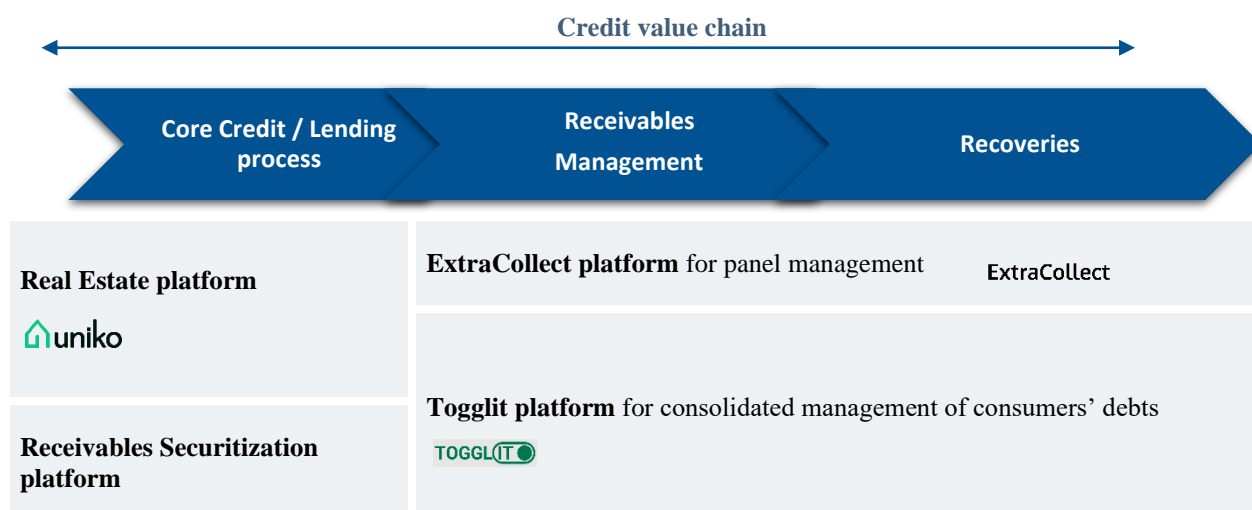 Credit value chain
Core Credit / Lending
process
Receivables
Management
Recoveries
Real Estate platform
uniko
Receivables Securitization
platform
ExtraCollect platform for panel management
ExtraCollect
Togglit platform for consolidated management of consumers’ debts
TOGGLIT